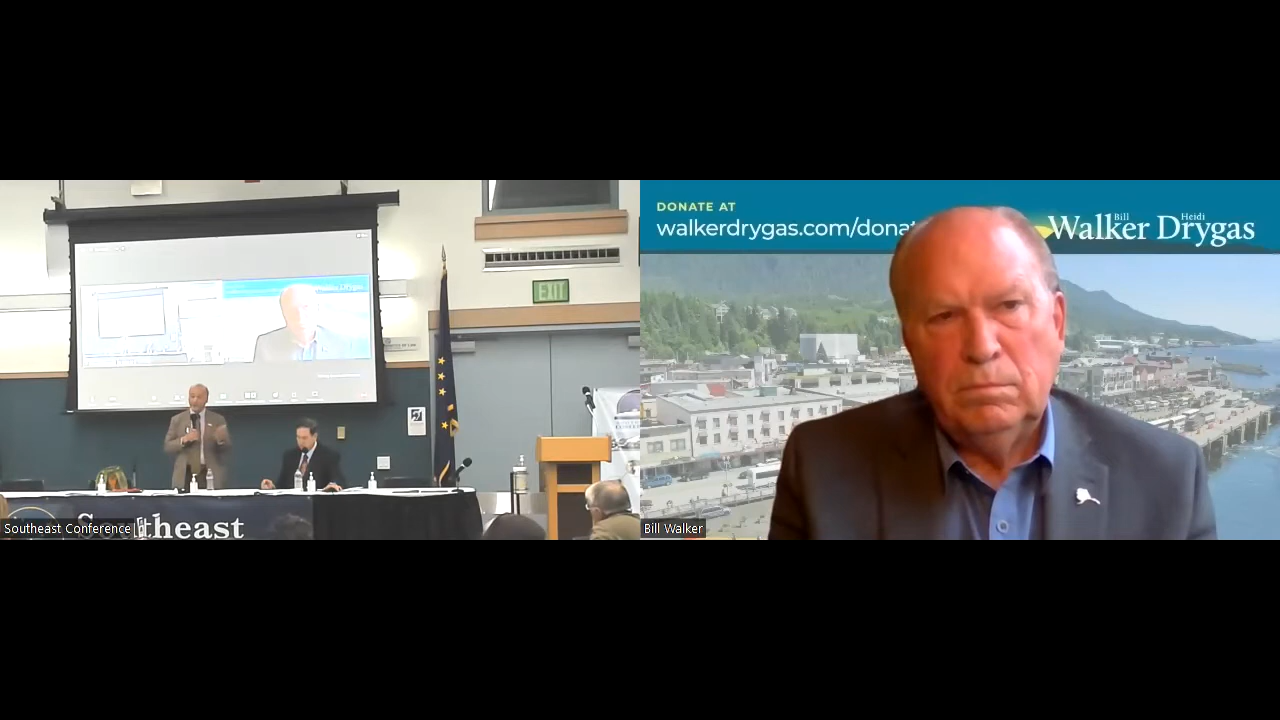 EXIT
Southeast
Southeast Conference
DONATE AT
walkerdrygas.com/donat
Bill Heidi
Walker Drygas
Bill Walker